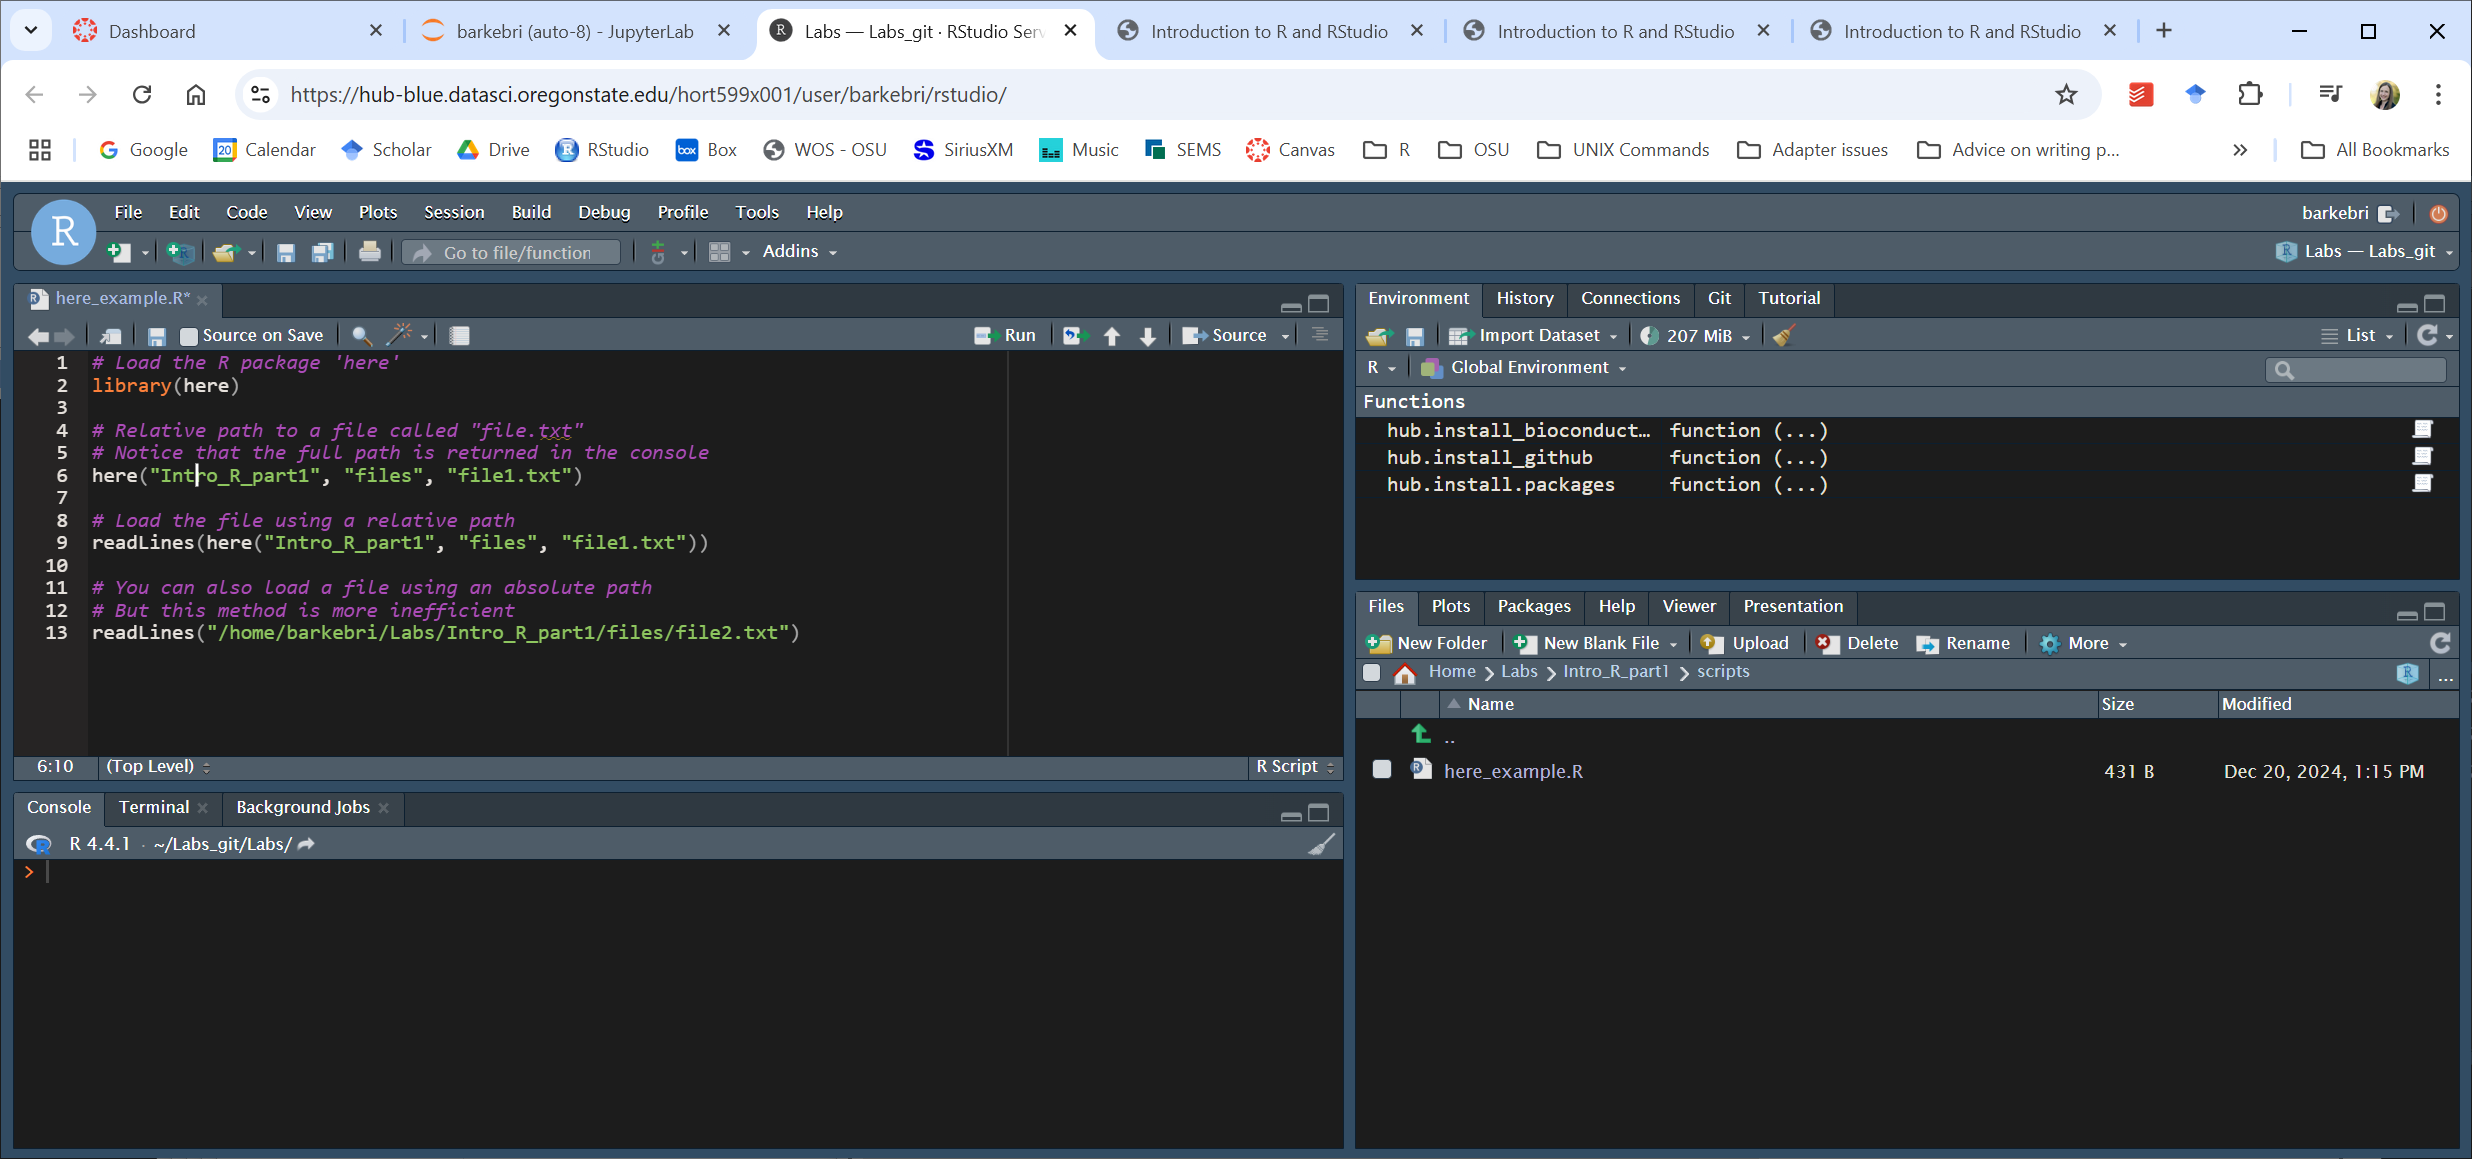 Dashboard
barkebri (auto-8) - JupyterLab
Labs — Labs_git · RStudio Serv
Introduction to R and RStudio
Introduction to R and RStudio
Introduction to R and RStudio
https://hub-blue.datasci.oregonstate.edu/hort599x001/user/barkebri/rstudio/
Google
20
Calendar
Scholar
Drive
RStudio
box
Box
WOS - OSU
SiriusXM
Music
SEMS
Canvas
R
OSU
UNIX Commands
Adapter issues
Advice on writing p...
All Bookmarks
R
File Edit Code View Plots Session Build Debug Profile Tools Help
barkebri
Go to file/function
Addins
Labs — Labs_git
here_example.R*
Source on Save
Run
Source
1 # Load the R package 'here'
2 library(here)
3
4 # Relative path to a file called "file.txt"
5 # Notice that the full path is returned in the console
6 here("Intro_R_part1", "files", "file1.txt")
7
8 # Load the file using a relative path
9 readLines(here("Intro_R_part1", "files", "file1.txt"))
10
11 # You can also load a file using an absolute path
12 # But this method is more inefficient
13 readLines("/home/barkebri/Labs/Intro_R_part1/files/file2.txt")
6:10
(Top Level)
R Script
Console Terminal Background Jobs
R 4.4.1 · ~/Labs_git/Labs/
>
Environment History Connections Git Tutorial
Import Dataset
207 MiB
List
R
Global Environment
Functions
hub.install_bioconduct… function (...)
hub.install_github function (...)
hub.install.packages function (...)
Files Plots Packages Help Viewer Presentation
New Folder New Blank File Upload Delete Rename More
Home Labs Intro_R_part1 scripts
...
Name Size Modified
..
here_example.R 431 B Dec 20, 2024, 1:15 PM